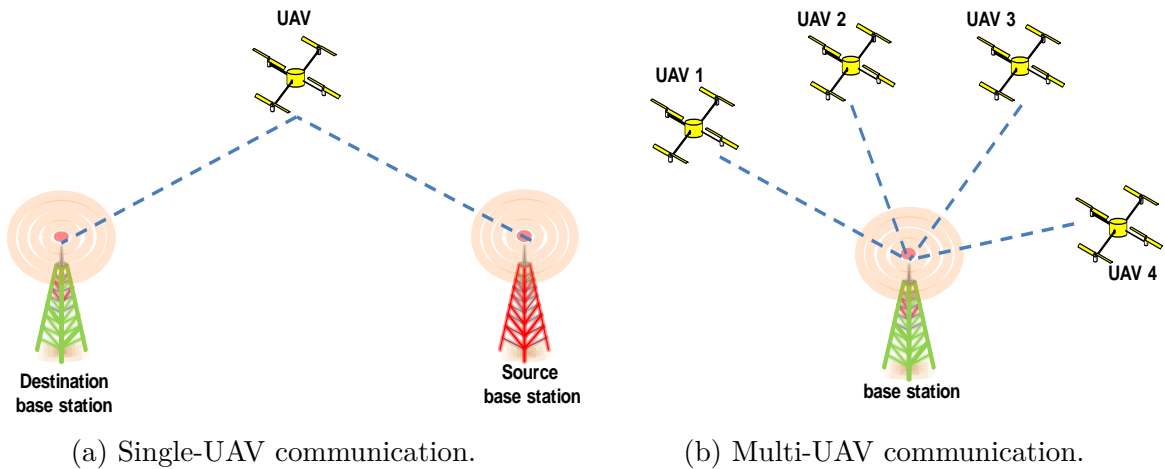 UAV
Destination
base station
Source
base station
(a) Single-UAV communication.
UAV 1
UAV 2
UAV 3
UAV 4
base station
(b) Multi-UAV communication.